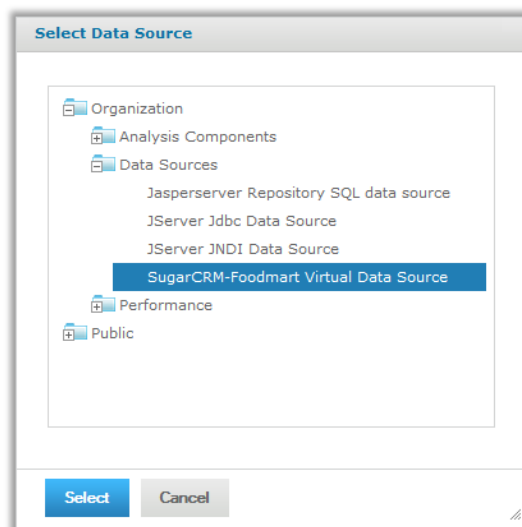 Select Data Source
Organization
Analysis Components
Data Sources
Jasperserver Repository SQL data source
JServer Jdbc Data Source
JServer JNDI Data Source
SugarCRM-Foodmart Virtual Data Source
Performance
Public
Select Cancel